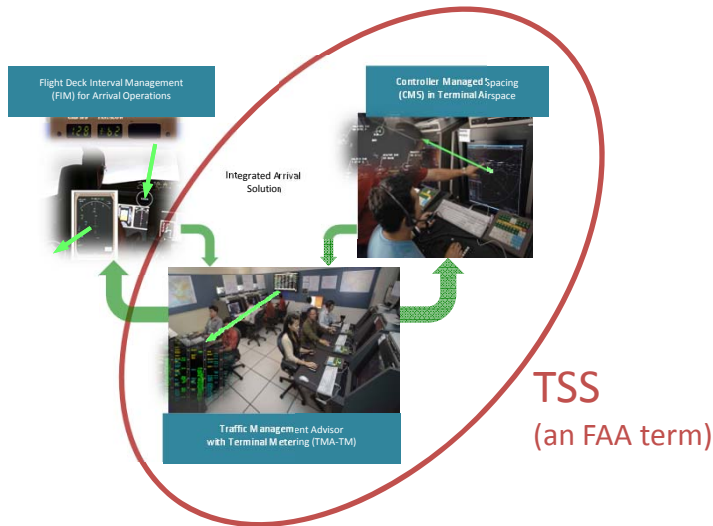 Flight Deck Interval Management
(FIM) for Arrival Operations
Controller Managed Spacing
(CMS) in Terminal Airspace
Integrated Arrival
Solution
Traffic Management Advisor
with Terminal Metering (TMA-TM)
TSS
(an FAA term)